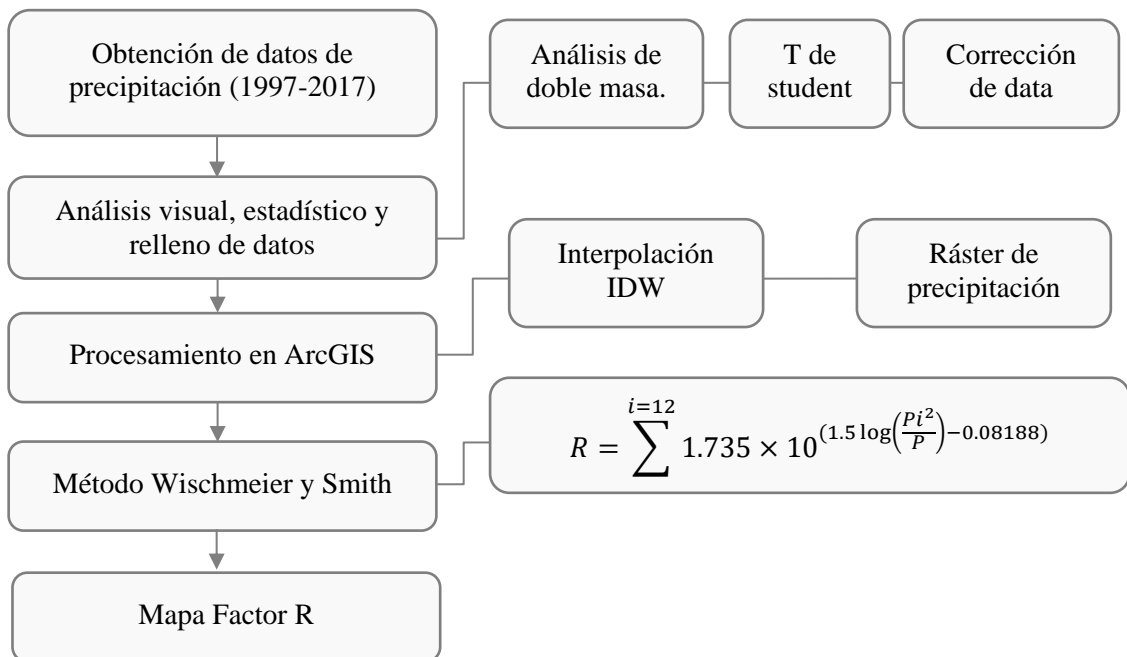 Obtención de datos de
precipitación (1997-2017)
Análisis de
doble masa.
T de
student
Corrección
de data
Análisis visual, estadístico y
relleno de datos
Interpolación
IDW
Ráster de
precipitación
Procesamiento en ArcGIS
Método Wischmeier y Smith
i=12
R = ∑ 1.735 × 10^(1.5 log(Pi²/P)−0.08188)
Mapa Factor R